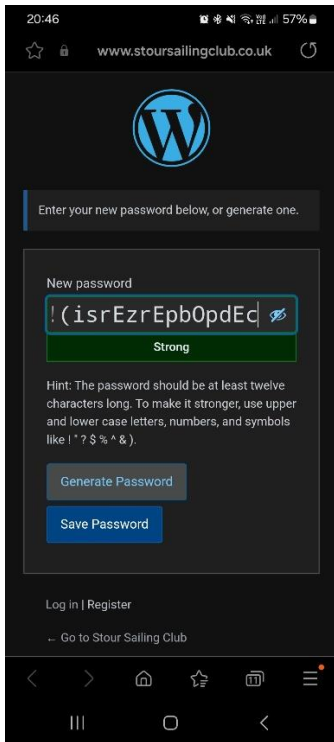 20:46
57%
www.stoursailingclub.co.uk
Enter your new password below, or generate one.
New password
!(isrEzrEpbOpdEc
Strong
Hint: The password should be at least twelve
characters long. To make it stronger, use upper
and lower case letters, numbers, and symbols
like ! " ? $ % ^ & ).
Generate Password
Save Password
Log in | Register
← Go to Stour Sailing Club
11